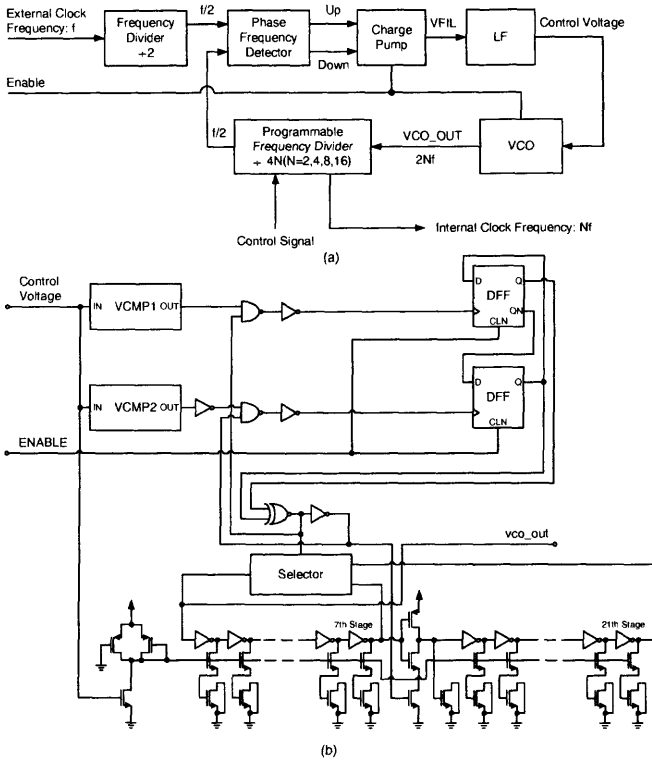 External Clock
Frequency: f
Frequency
Divider
÷2
f/2
Phase
Frequency
Detector
Up
Down
Charge
Pump
VFIL
LF
Control Voltage
Enable
f/2
Programmable
Frequency Divider
÷ 4N(N=2,4,8,16)
VCO_OUT
2Nf
VCO
Control Signal
Internal Clock Frequency: Nf
(a)
Control
Voltage
IN VCMP1 OUT
D Q
DFF
QN
CLN
IN VCMP2 OUT
D Q
DFF
CLN
ENABLE
vco_out
Selector
7th Stage
21th Stage
(b)